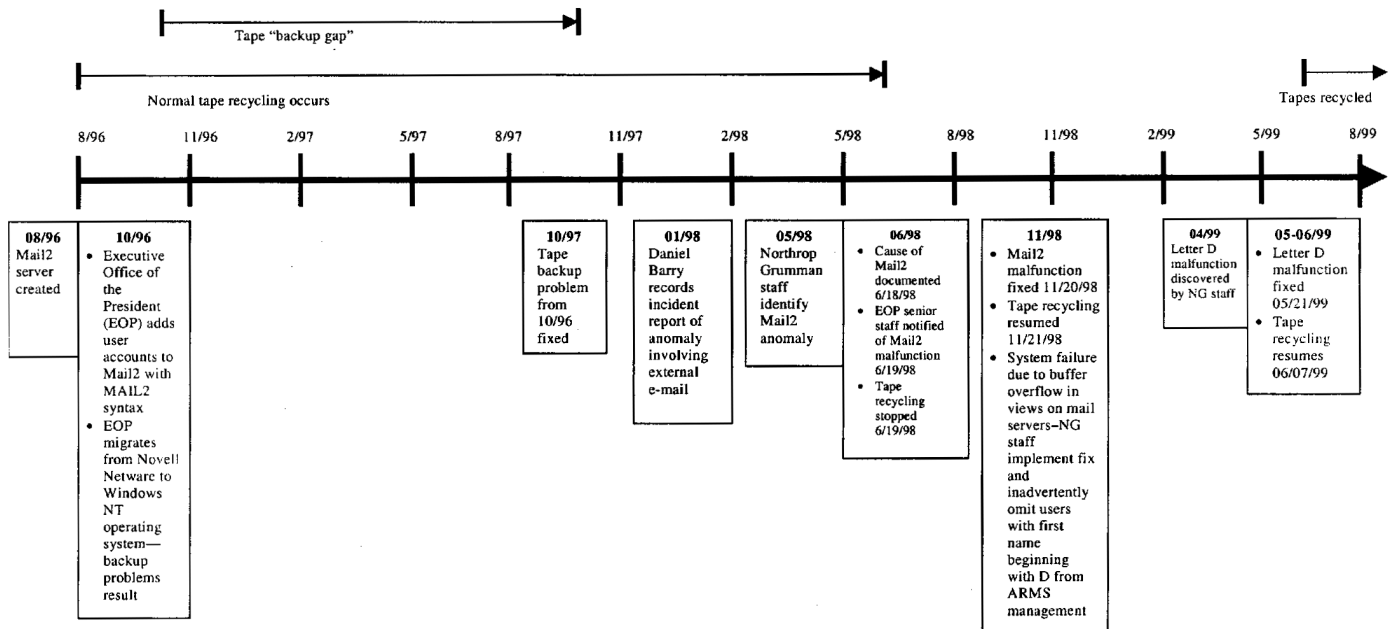 Tape “backup gap”
Normal tape recycling occurs
Tapes recycled
8/96
11/96
2/97
5/97
8/97
11/97
2/98
5/98
8/98
11/98
2/99
5/99
8/99
08/96
Mail2
server
created
10/96
• Executive
Office of
the
President
(EOP) adds
user
accounts to
Mail2 with
MAIL2
syntax
• EOP
migrates
from Novell
Netware to
Windows
NT
operating
system—
backup
problems
result
10/97
Tape
backup
problem
from
10/96
fixed
01/98
Daniel
Barry
records
incident
report of
anomaly
involving
external
e-mail
05/98
Northrop
Grumman
staff
identify
Mail2
anomaly
06/98
• Cause of
Mail2
documented
6/18/98
• EOP senior
staff notified
of Mail2
malfunction
6/19/98
• Tape
recycling
stopped
6/19/98
11/98
• Mail2
malfunction
fixed 11/20/98
• Tape recycling
resumed
11/21/98
• System failure
due to buffer
overflow in
views on mail
servers–NG
staff
implement fix
and
inadvertently
omit users
with first
name
beginning
with D from
ARMS
management
04/99
Letter D
malfunction
discovered
by NG staff
05-06/99
• Letter D
malfunction
fixed
05/21/99
• Tape
recycling
resumes
06/07/99